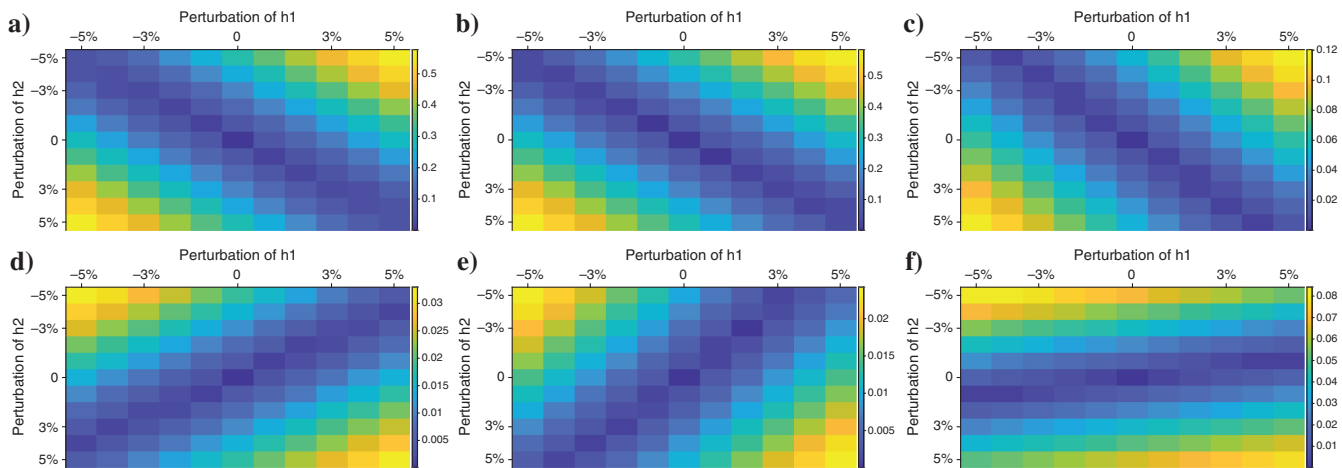 a)
Perturbation of h1
−5% −3% 0 3% 5%
Perturbation of h2
−5%
−3%
0
3%
5%
0.5
0.4
0.3
0.2
0.1
b)
Perturbation of h1
−5% −3% 0 3% 5%
Perturbation of h2
−5%
−3%
0
3%
5%
0.5
0.4
0.3
0.2
0.1
c)
Perturbation of h1
−5% −3% 0 3% 5%
Perturbation of h2
−5%
−3%
0
3%
5%
0.12
0.1
0.08
0.06
0.04
0.02
d)
Perturbation of h1
−5% −3% 0 3% 5%
Perturbation of h2
−5%
−3%
0
3%
5%
0.03
0.025
0.02
0.015
0.01
0.005
e)
Perturbation of h1
−5% −3% 0 3% 5%
Perturbation of h2
−5%
−3%
0
3%
5%
0.02
0.015
0.01
0.005
f)
Perturbation of h1
−5% −3% 0 3% 5%
Perturbation of h2
−5%
−3%
0
3%
5%
0.08
0.07
0.06
0.05
0.04
0.03
0.02
0.01